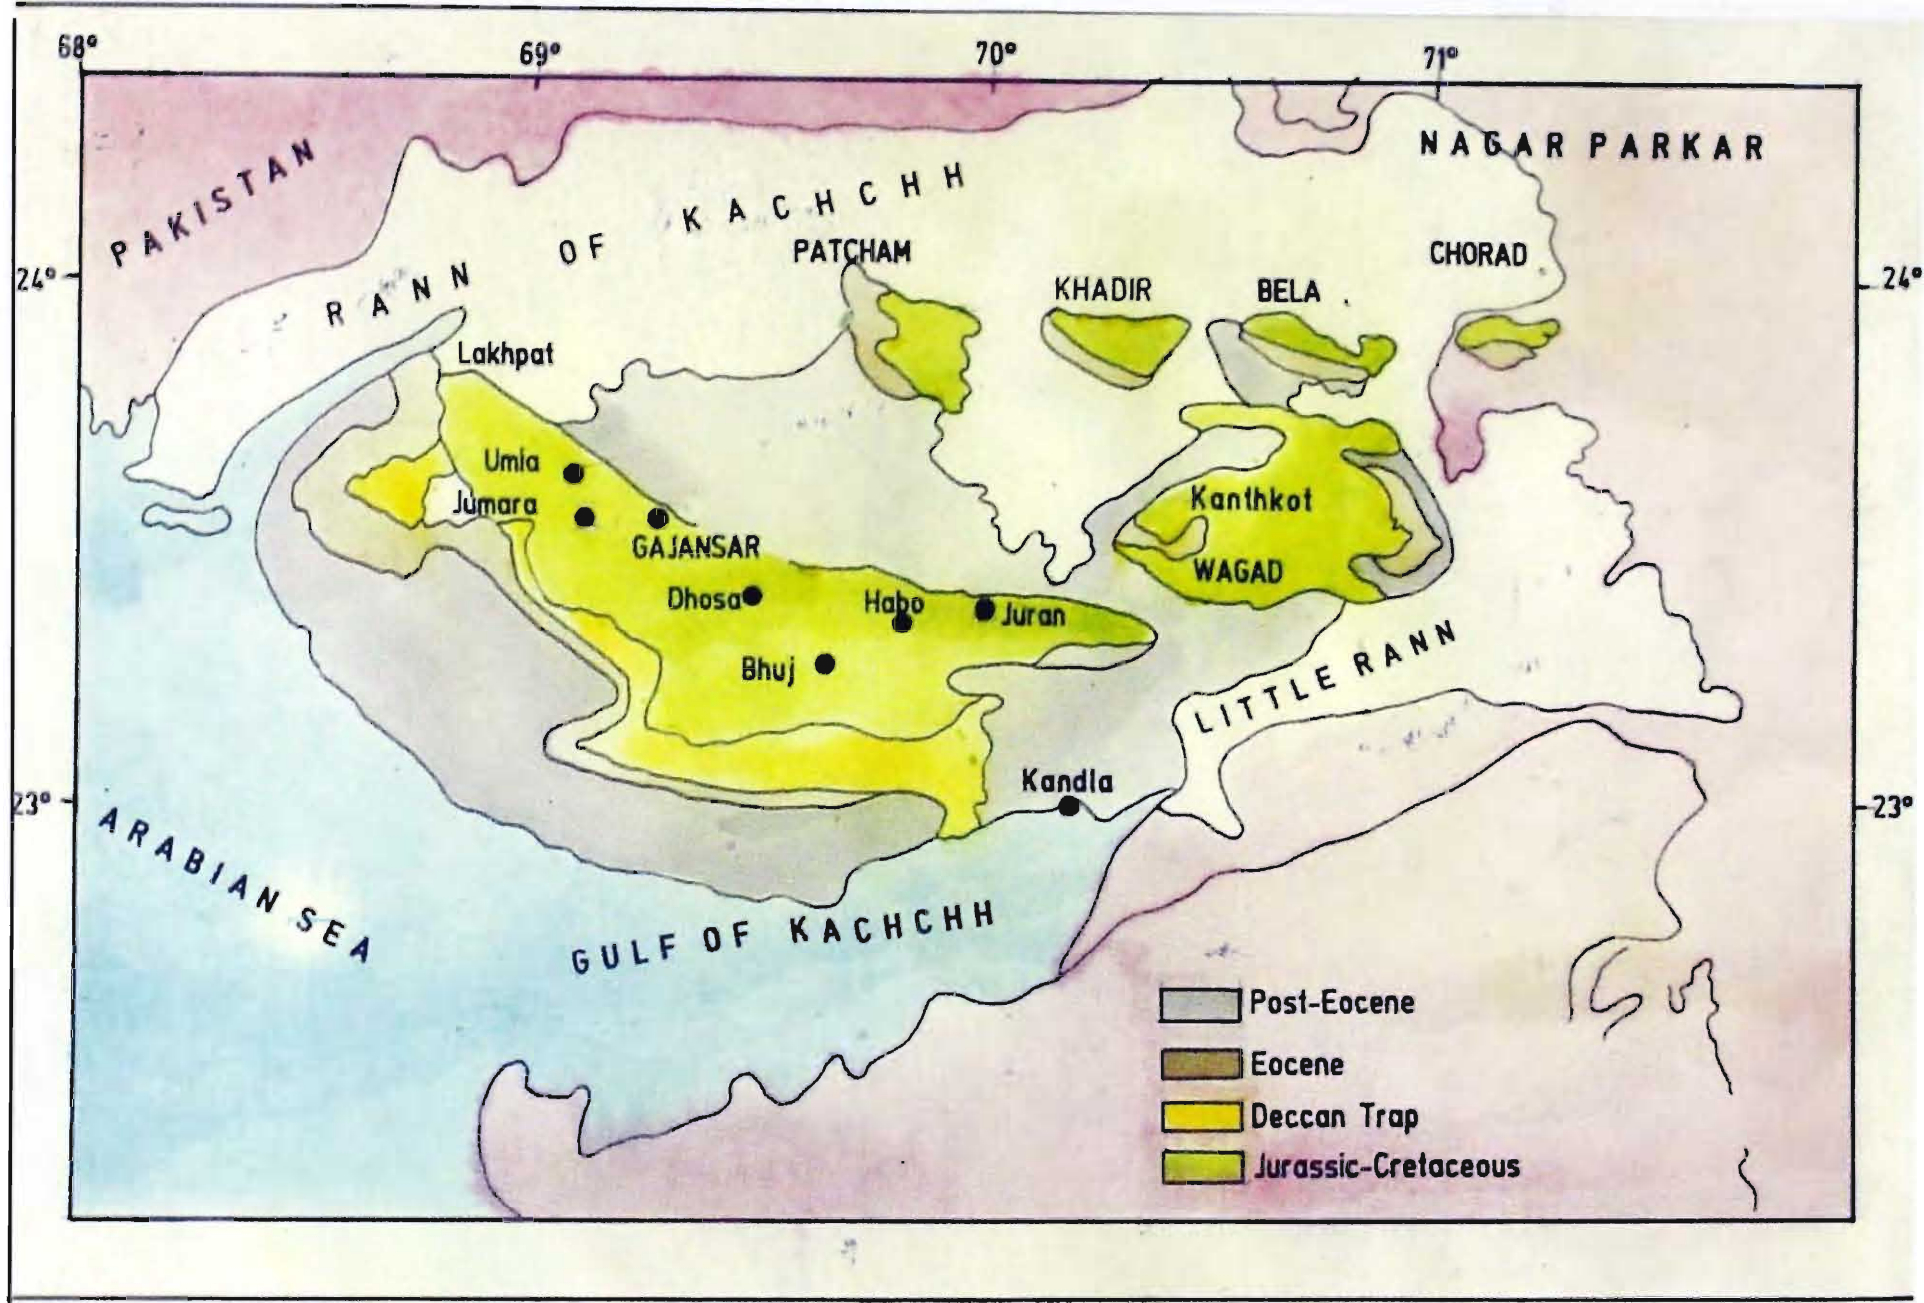 68°
69°
70°
71°
NAGAR PARKAR
PAKISTAN
RANN OF KACHCHH
PATCHAM
CHORAD
24°
24°
KHADIR
BELA
Lakhpat
Umia
Jumara
Kanthkot
GAJANSAR
WAGAD
Dhosa
Habo
Juran
Bhuj
LITTLE RANN
Kandla
23°
23°
ARABIAN SEA
GULF OF KACHCHH
Post-Eocene
Eocene
Deccan Trap
Jurassic-Cretaceous